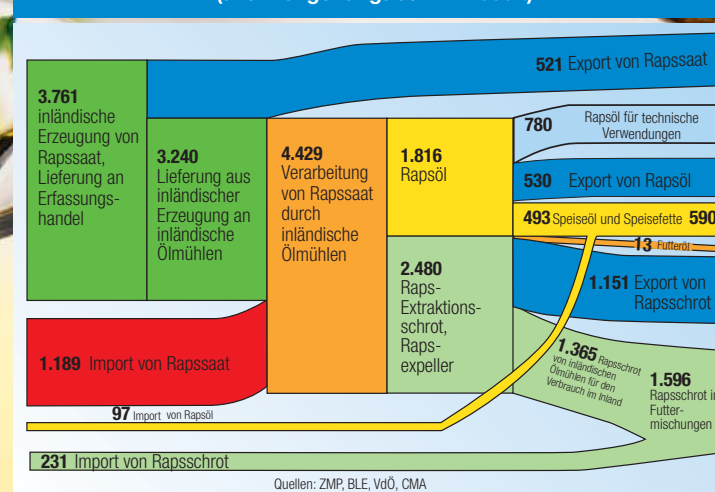 3.761
inländische
Erzeugung von
Rapssaat,
Lieferung an
Erfassungs-
handel
3.240
Lieferung aus
inländischer
Erzeugung an
inländische
Ölmühlen
4.429
Verarbeitung
von Rapssaat
durch
inländische
Ölmühlen
1.816
Rapsöl
2.480
Raps-
Extraktions-
schrot,
Raps-
expeller
521 Export von Rapssaat
780 Rapsöl für technische
Verwendungen
530 Export von Rapsöl
493 Speiseöl und Speisefette 590
13 Futteröl
1.151 Export von
Rapsschrot
1.365 Rapsschrot
von inländischen
Ölmühlen für den
Verbrauch im Inland
1.596
Rapsschrot in
Futter-
mischungen
1.189 Import von Rapssaat
97 Import von Rapsöl
231 Import von Rapsschrot
Quellen: ZMP, BLE, VdÖ, CMA